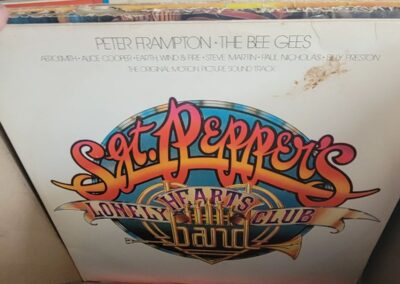 PETER FRAMPTON · THE BEE GEES
AEROSMITH · ALICE COOPER · EARTH, WIND & FIRE · STEVE MARTIN · PAUL NICHOLAS · BILLY PRESTON
THE ORIGINAL MOTION PICTURE SOUND TRACK
Sgt. PEPPER'S
LONELY HEARTS CLUB
band